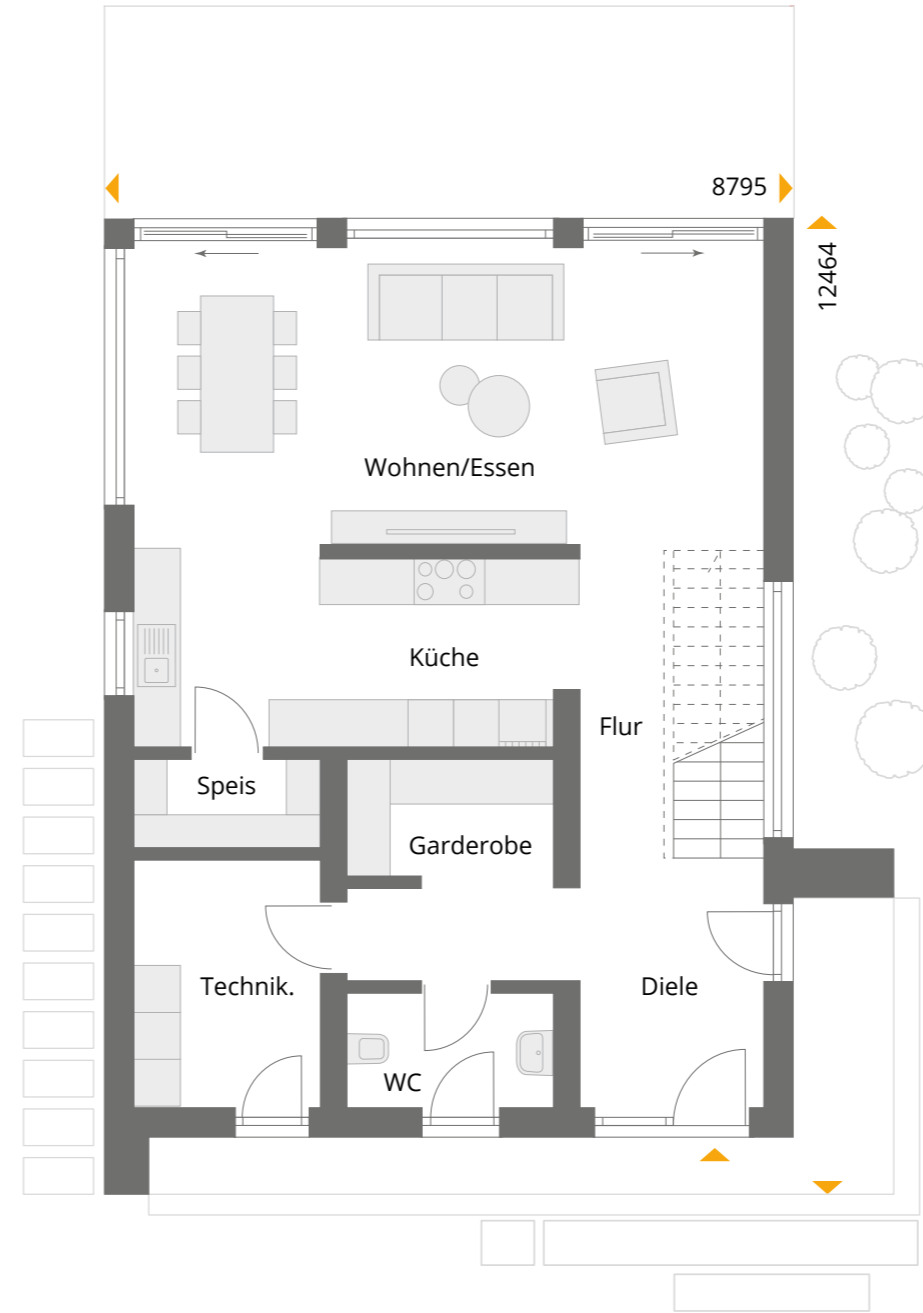 8795
12464
Wohnen/Essen
Küche
Flur
Speis
Garderobe
Technik.
Diele
WC